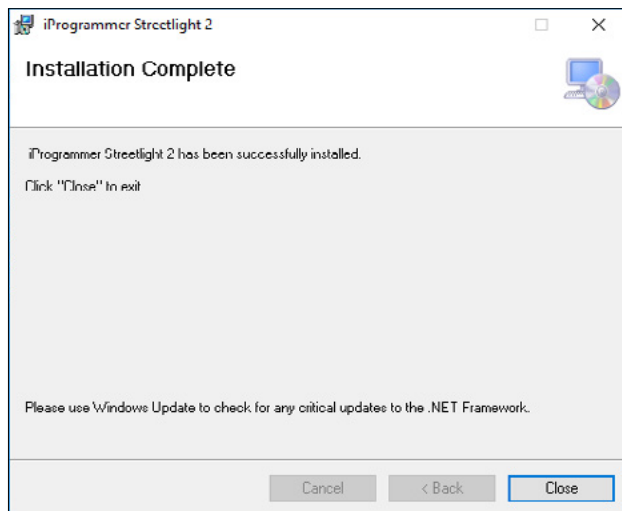 iProgrammer Streetlight 2
Installation Complete
iProgrammer Streetlight 2 has been successfully installed.
Click "Close" to exit.
Please use Windows Update to check for any critical updates to the .NET Framework.
Cancel
< Back
Close